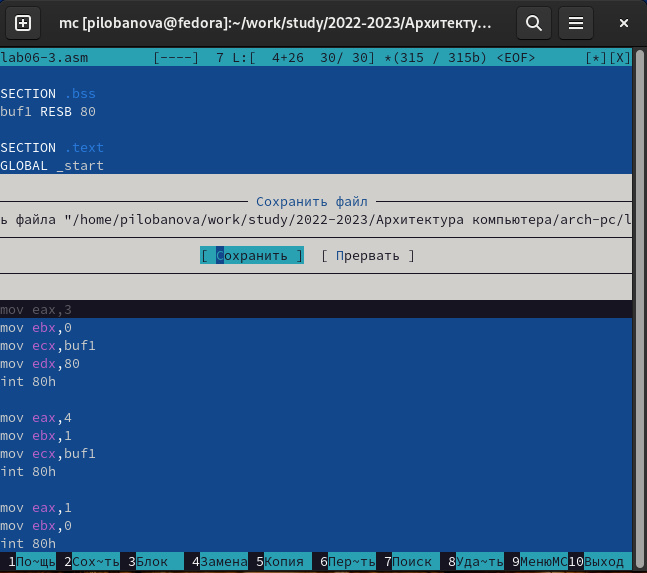 mc [pilobanova@fedora]:~/work/study/2022-2023/Архитекту...
lab06-3.asm [----] 7 L:[ 4+26 30/ 30] *(315 / 315b) <EOF> [*][X]
SECTION .bss
buf1 RESB 80
SECTION .text
GLOBAL _start
Сохранить файл
ь файла "/home/pilobanova/work/study/2022-2023/Архитектура компьютера/arch-pc/l
[ Сохранить ] [ Прервать ]
mov eax,3
mov ebx,0
mov ecx,buf1
mov edx,80
int 80h
mov eax,4
mov ebx,1
mov ecx,buf1
int 80h
mov eax,1
mov ebx,0
int 80h
1По~щь 2Сох~ть 3Блок 4Замена 5Копия 6Пер~ть 7Поиск 8Уда~ть 9МенюMC 10Выход